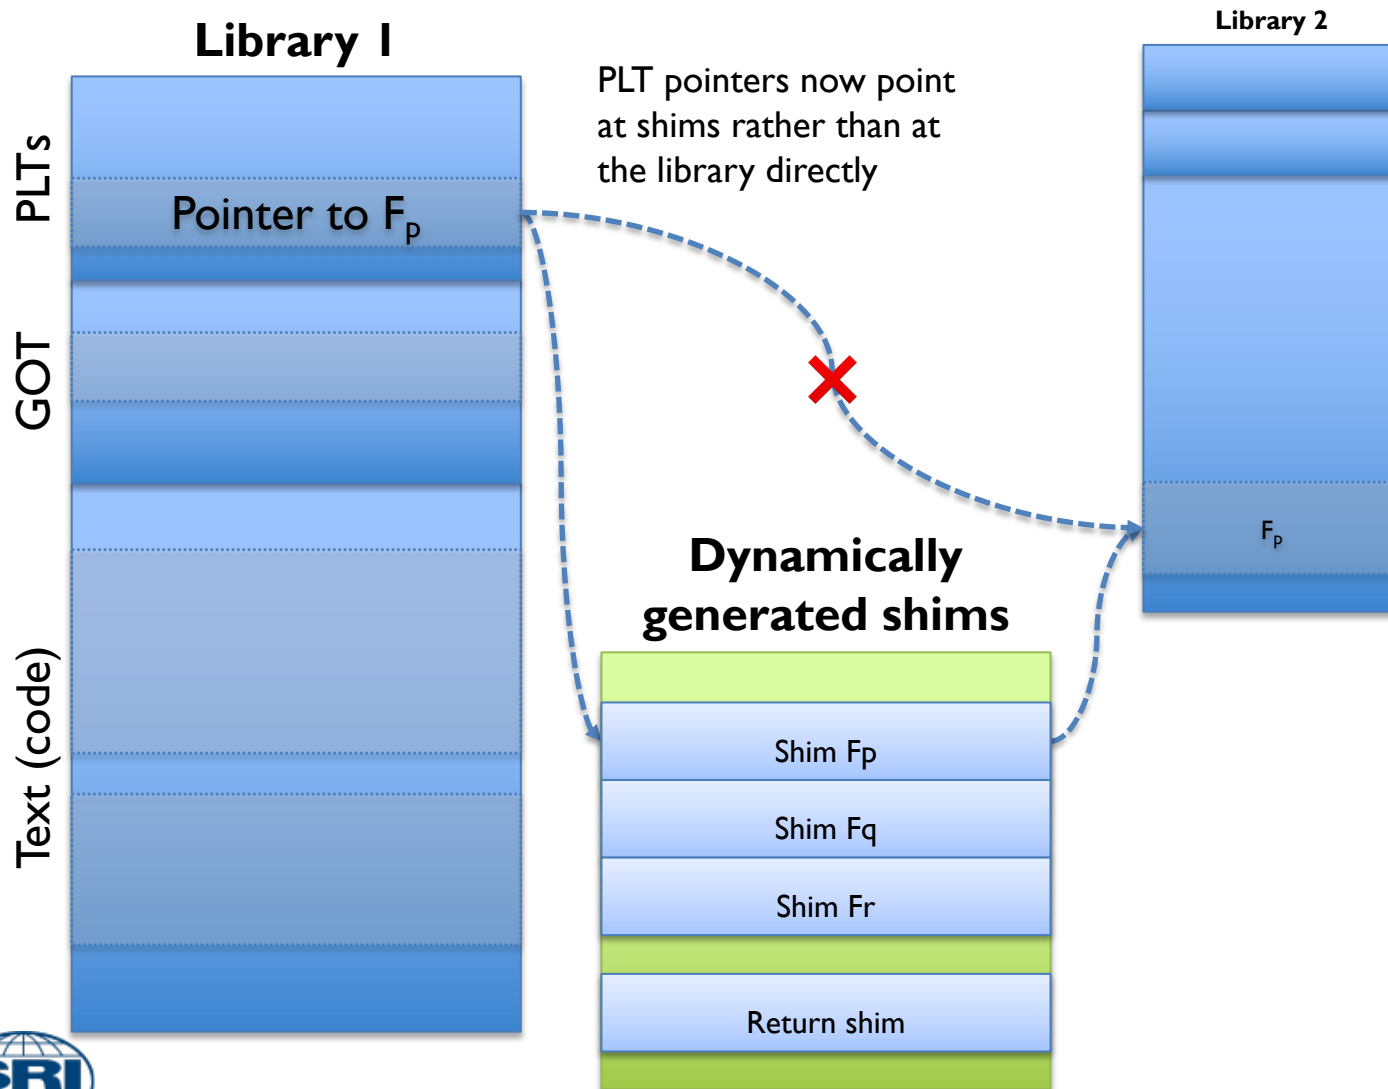 Library 1
Library 2
PLT pointers now point
at shims rather than at
the library directly
PLTs
Pointer to Fp
GOT
Fp
Dynamically
generated shims
Text (code)
Shim Fp
Shim Fq
Shim Fr
Return shim
SRI